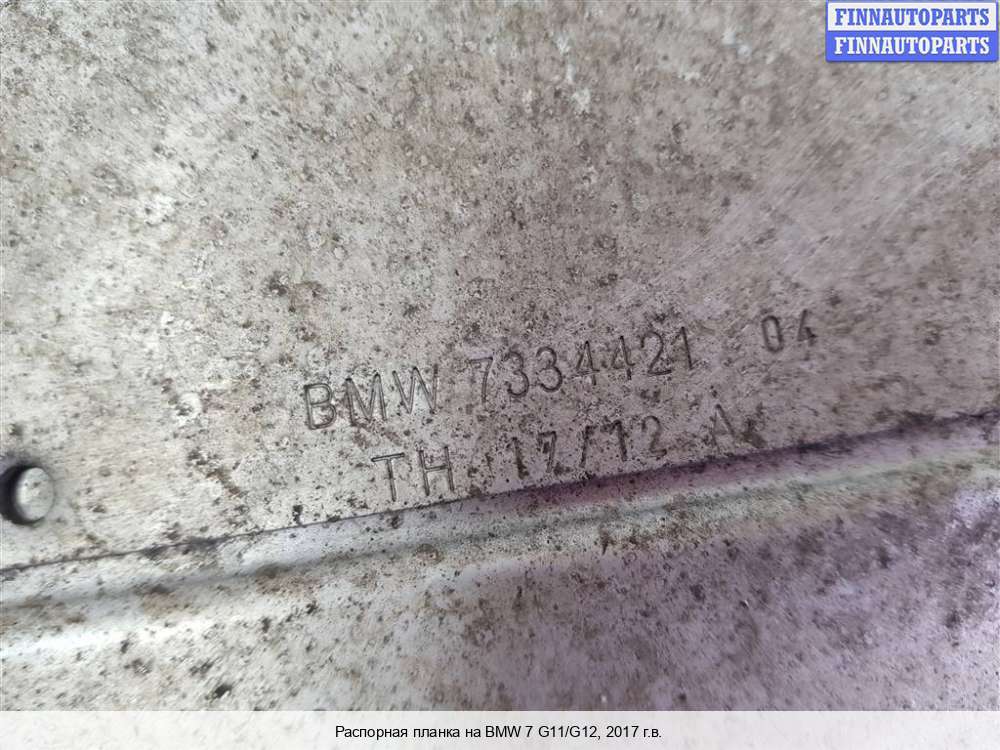 FINNAUTOPARTS
FINNAUTOPARTS
BMW 7334421 04
TH 17/12 A
Распорная планка на BMW 7 G11/G12, 2017 г.в.